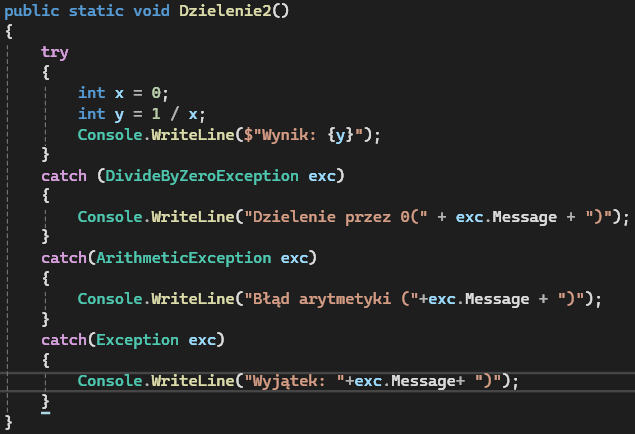 public static void Dzielenie2()
{
    try
    {
        int x = 0;
        int y = 1 / x;
        Console.WriteLine($"Wynik: {y}");
    }
    catch (DivideByZeroException exc)
    {
        Console.WriteLine("Dzielenie przez 0(" + exc.Message + ")");
    }
    catch(ArithmeticException exc)
    {
        Console.WriteLine("Błąd arytmetyki ("+exc.Message + ")");
    }
    catch(Exception exc)
    {
        Console.WriteLine("Wyjątek: "+exc.Message+ ")");
    }
}